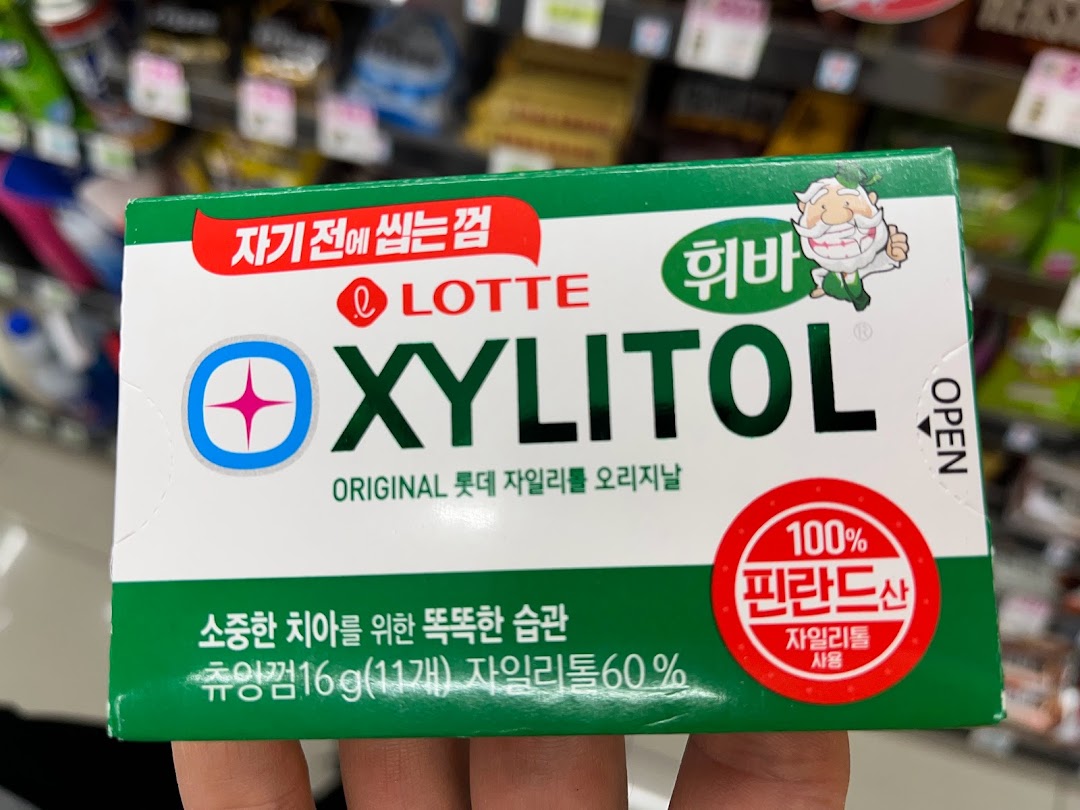 자기 전에 씹는 껌
휘바
LOTTE
XYLITOL®
OPEN
ORIGINAL 롯데 자일리톨 오리지날
100%
핀란드산
자일리톨
사용
소중한 치아를 위한 똑똑한 습관
츄잉껌16g(11개) 자일리톨60%